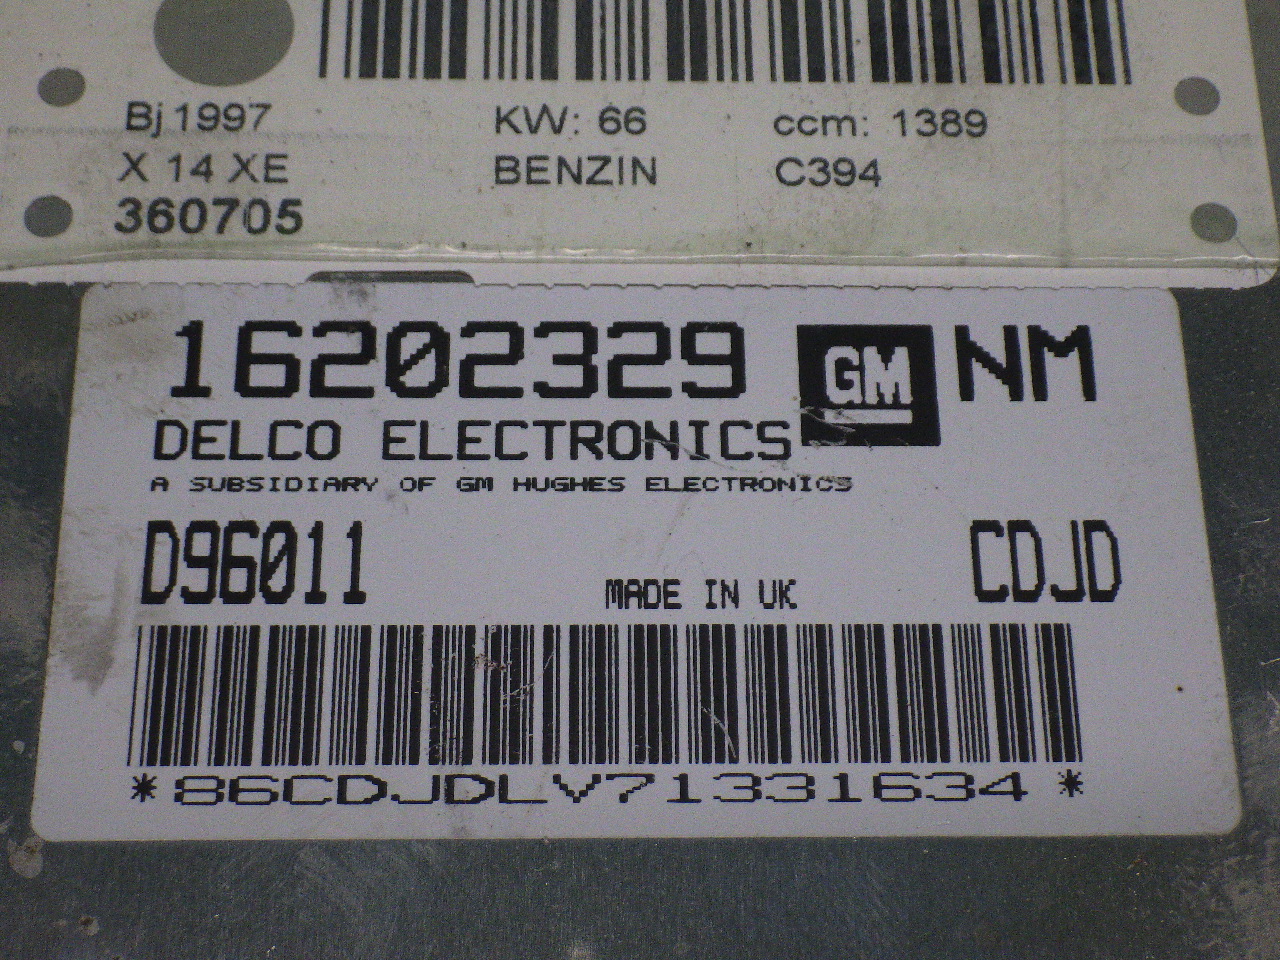 Bj 1997 KW: 66 ccm: 1389
X 14 XE BENZIN C394
360705
16202329 GM NM
DELCO ELECTRONICS
A SUBSIDIARY OF GM HUGHES ELECTRONICS
D96011 MADE IN UK CDJD
*86CDJDLV71331634*